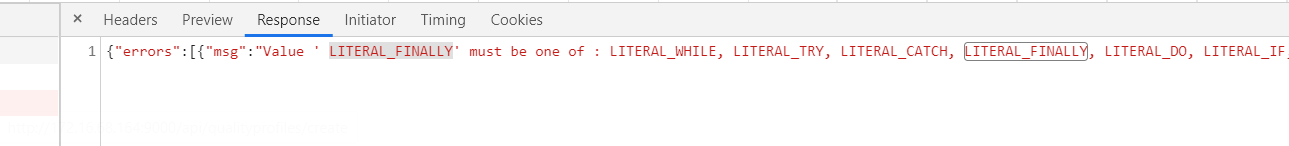 × Headers Preview Response Initiator Timing Cookies
1 {"errors":[{"msg":"Value ' LITERAL_FINALLY' must be one of : LITERAL_WHILE, LITERAL_TRY, LITERAL_CATCH, LITERAL_FINALLY, LITERAL_DO, LITERAL_IF,